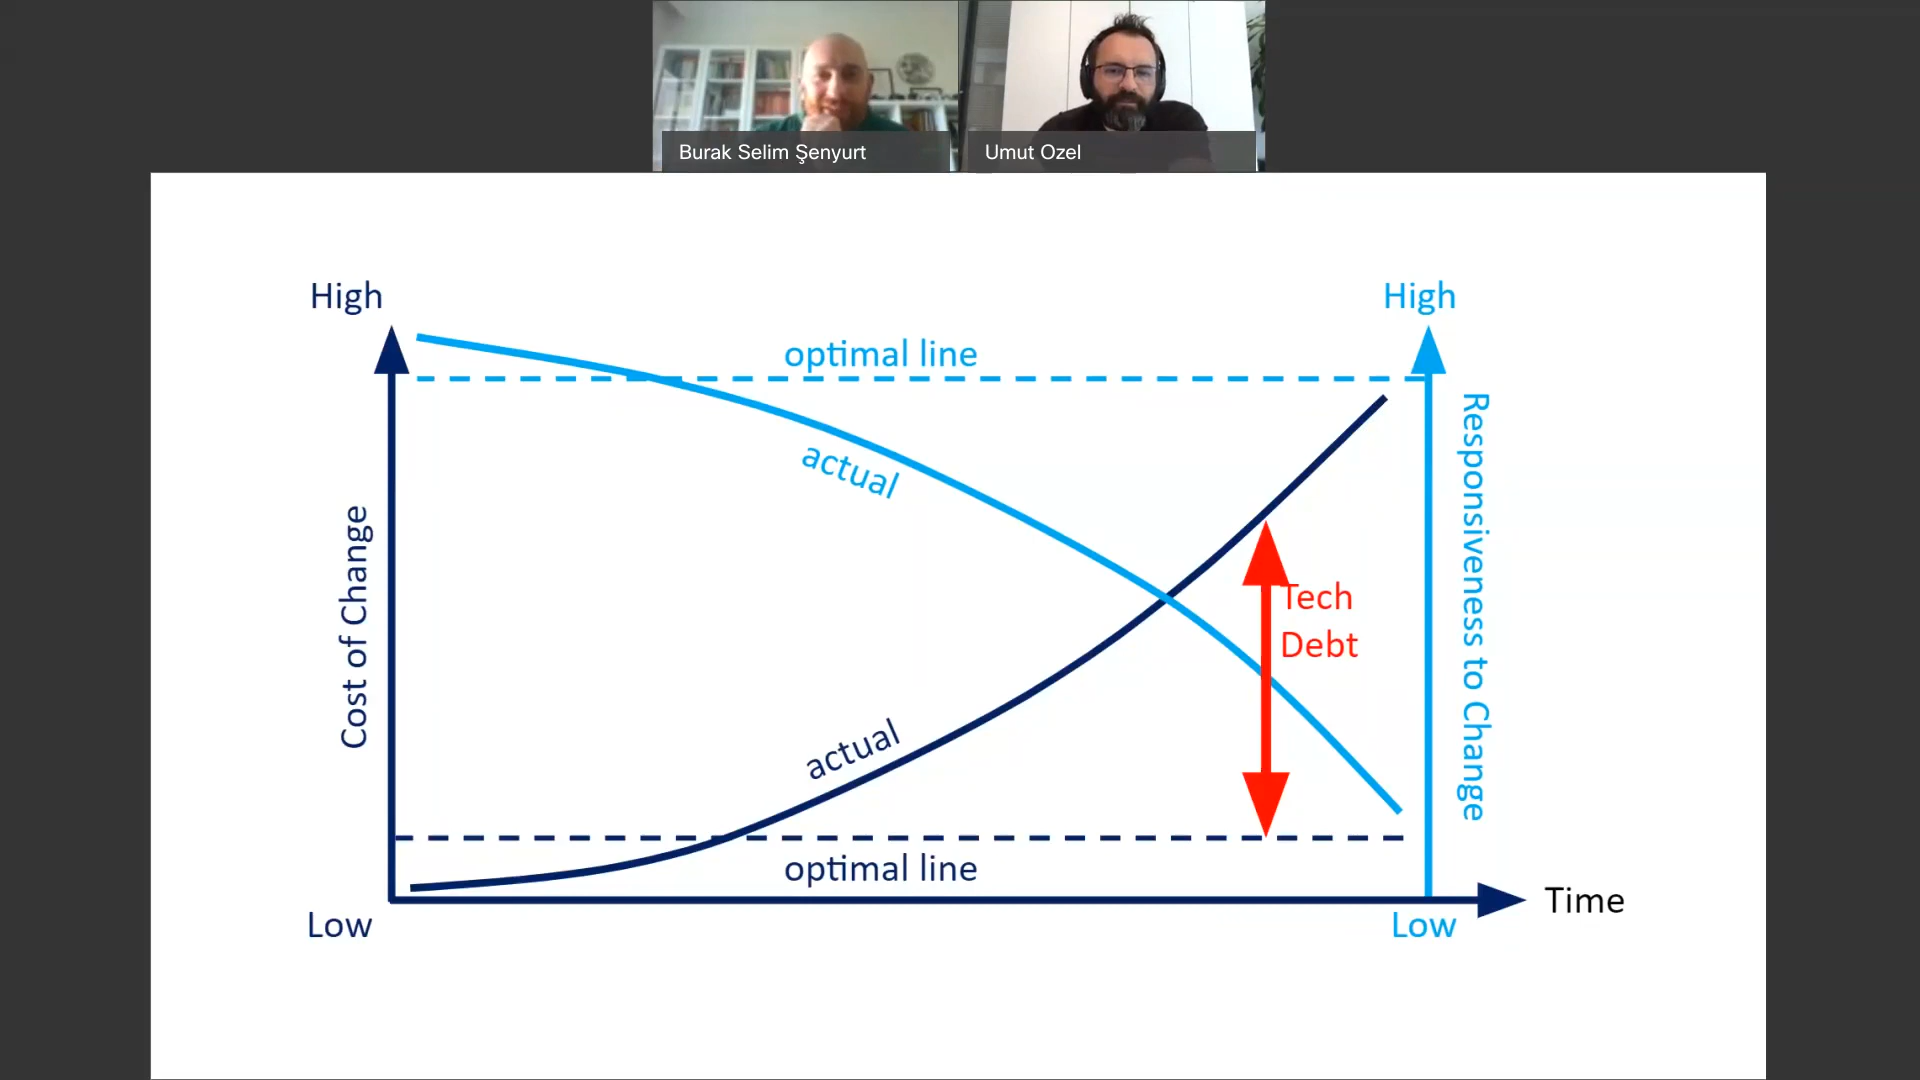 Burak Selim Şenyurt
Umut Ozel
High
High
optimal line
actual
Cost of Change
Responsiveness to Change
Tech
Debt
actual
optimal line
Time
Low
Low